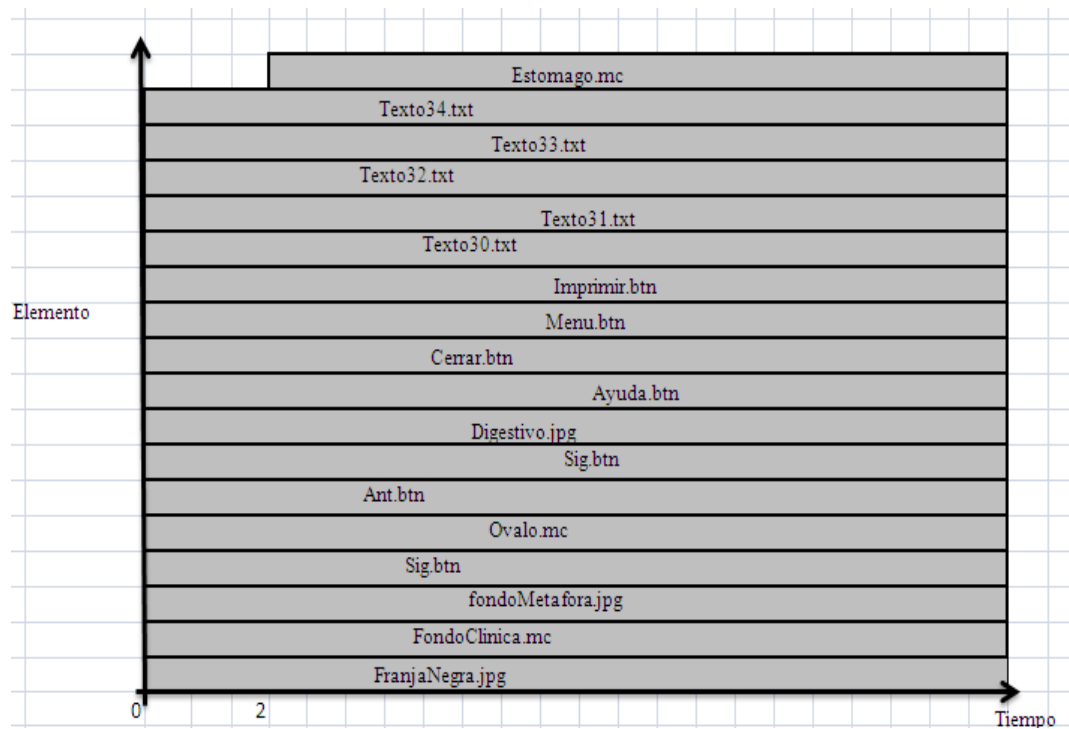 Estomago.mc
Texto34.txt
Texto33.txt
Texto32.txt
Texto31.txt
Texto30.txt
Imprimir.btn
Elemento
Menu.btn
Cerrar.btn
Ayuda.btn
Digestivo.jpg
Sig.btn
Ant.btn
Ovalo.mc
Sig.btn
fondoMetafora.jpg
FondoClinica.mc
FranjaNegra.jpg
0 2
Tiempo